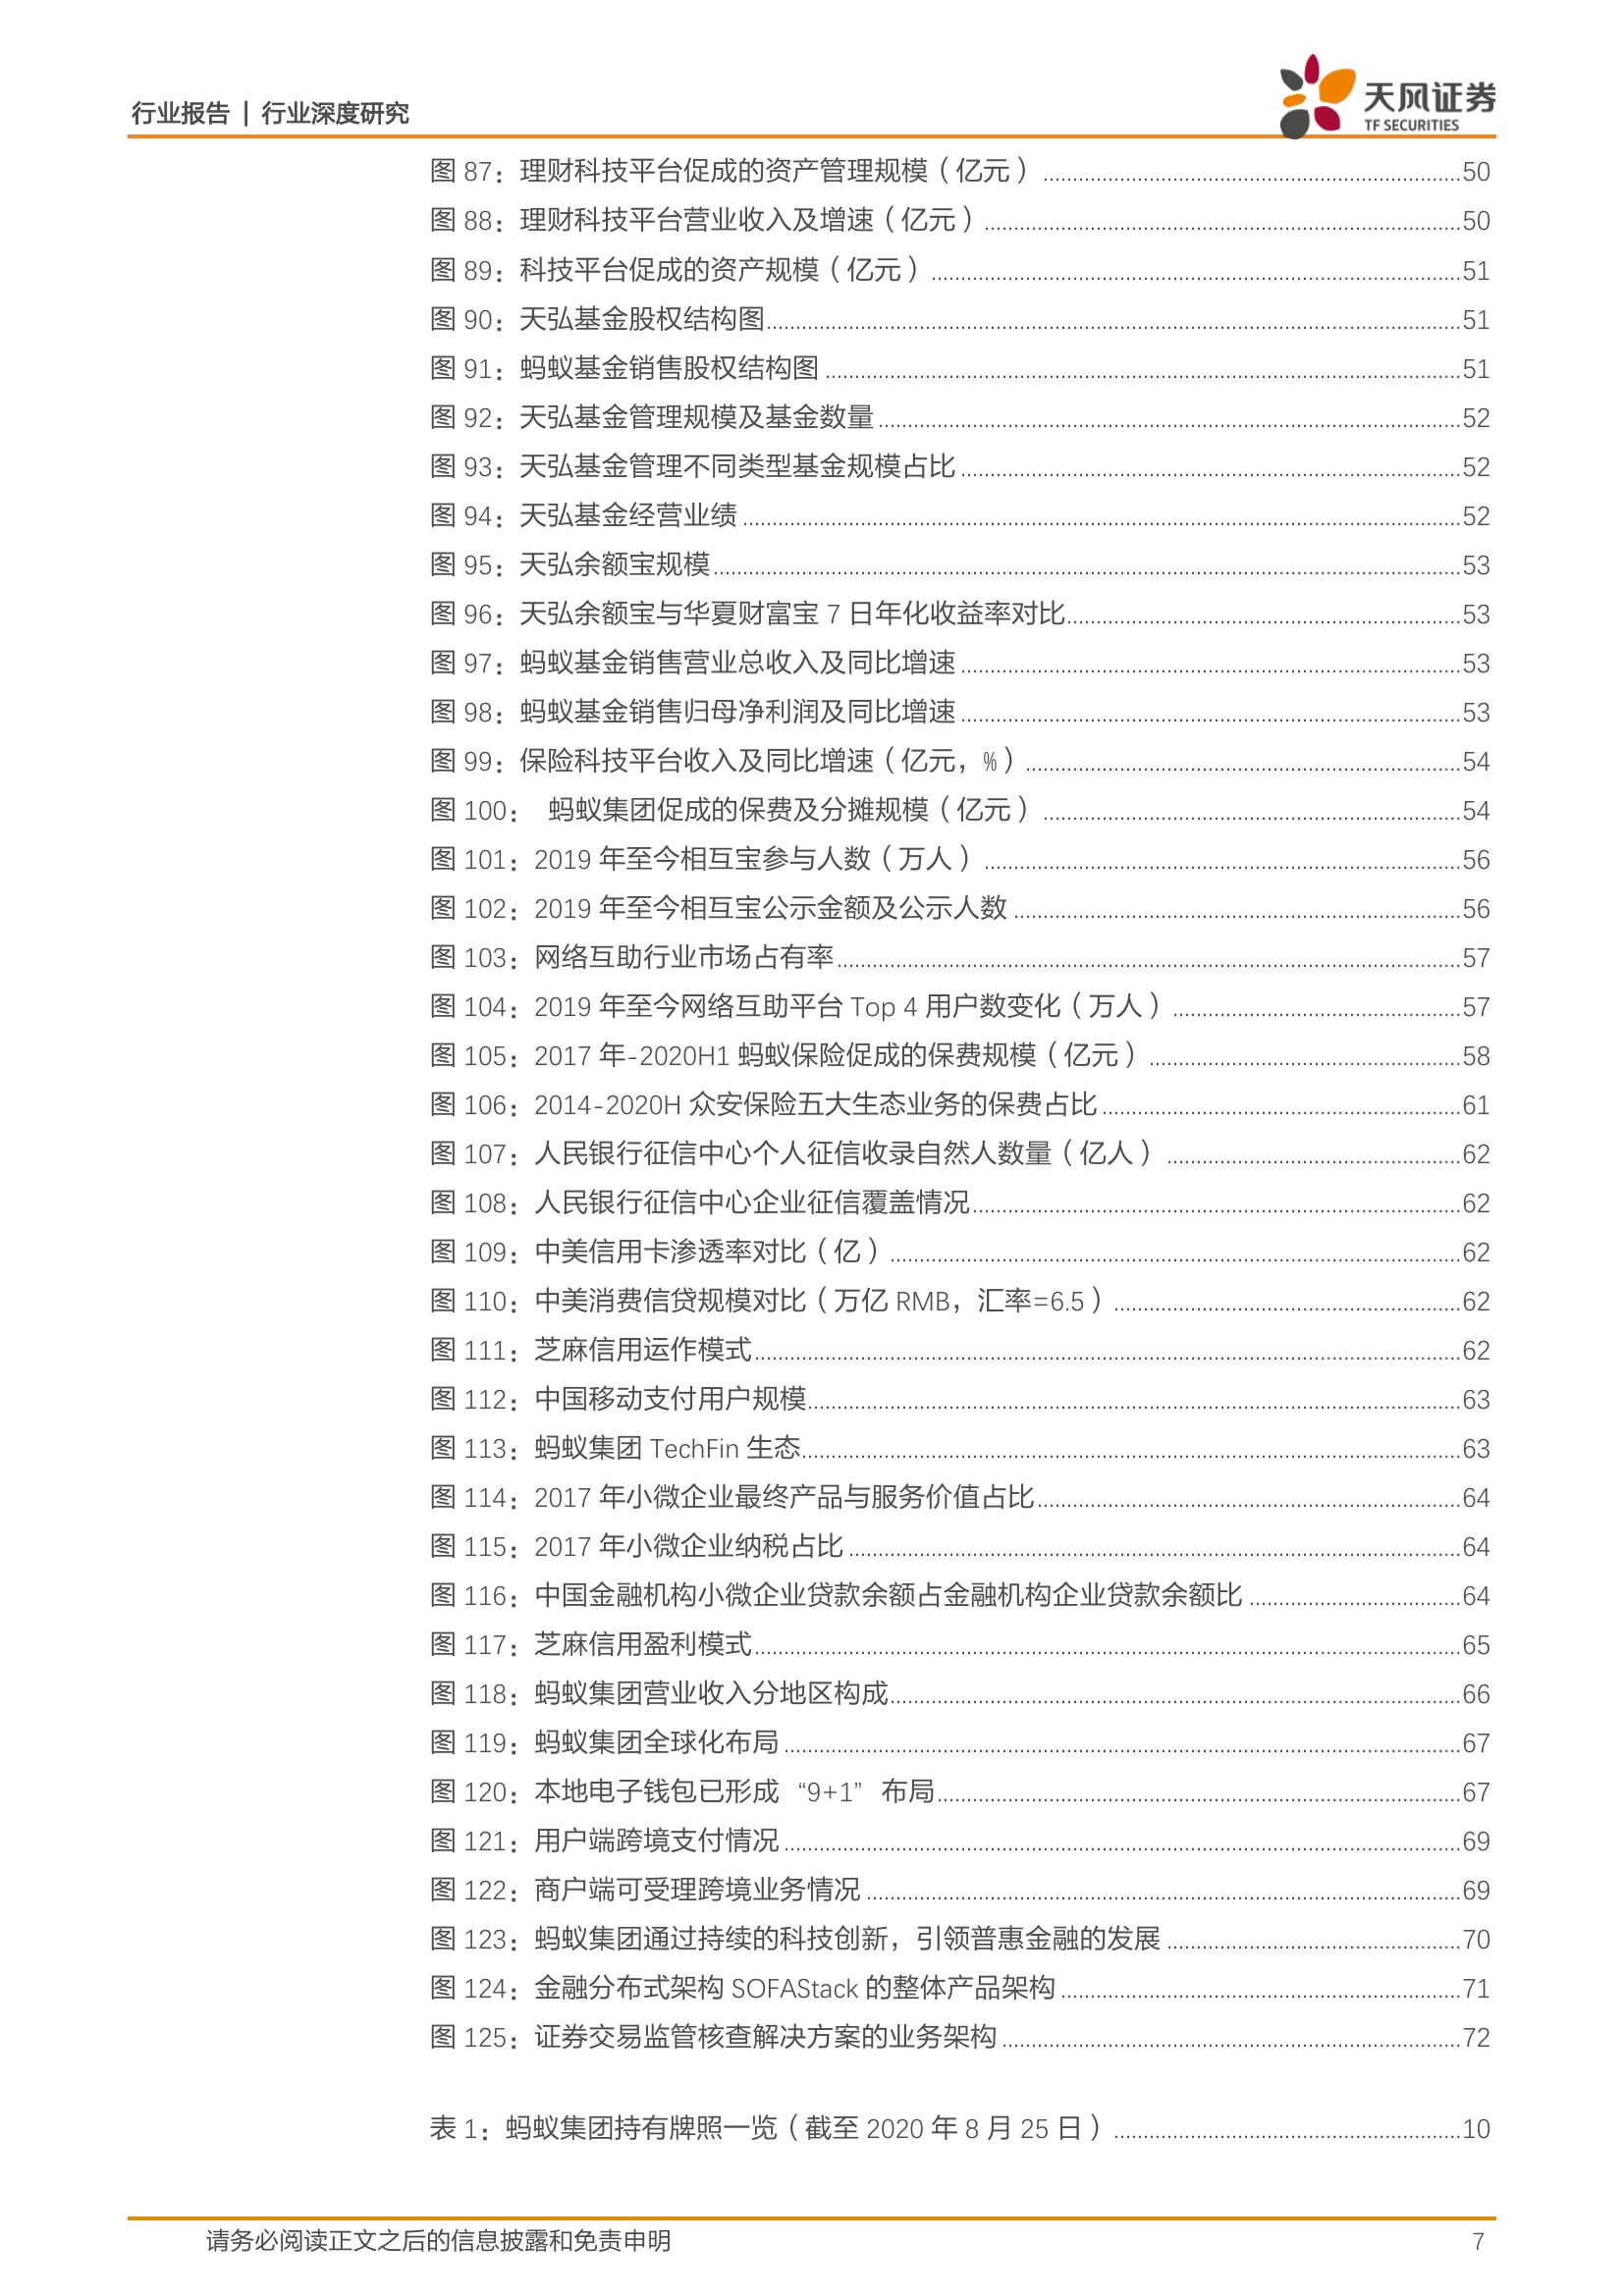 行业报告 | 行业深度研究
天风证券
TF SECURITIES
图 87：理财科技平台促成的资产管理规模（亿元）......50
图 88：理财科技平台营业收入及增速（亿元）......50
图 89：科技平台促成的资产规模（亿元）......51
图 90：天弘基金股权结构图......51
图 91：蚂蚁基金销售股权结构图......51
图 92：天弘基金管理规模及基金数量......52
图 93：天弘基金管理不同类型基金规模占比......52
图 94：天弘基金经营业绩......52
图 95：天弘余额宝规模......53
图 96：天弘余额宝与华夏财富宝 7 日年化收益率对比......53
图 97：蚂蚁基金销售营业总收入及同比增速......53
图 98：蚂蚁基金销售归母净利润及同比增速......53
图 99：保险科技平台收入及同比增速（亿元，%）......54
图 100： 蚂蚁集团促成的保费及分摊规模（亿元）......54
图 101：2019 年至今相互宝参与人数（万人）......56
图 102：2019 年至今相互宝公示金额及公示人数......56
图 103：网络互助行业市场占有率......57
图 104：2019 年至今网络互助平台 Top 4 用户数变化（万人）......57
图 105：2017 年-2020H1 蚂蚁保险促成的保费规模（亿元）......58
图 106：2014-2020H 众安保险五大生态业务的保费占比......61
图 107：人民银行征信中心个人征信收录自然人数量（亿人）......62
图 108：人民银行征信中心企业征信覆盖情况......62
图 109：中美信用卡渗透率对比（亿）......62
图 110：中美消费信贷规模对比（万亿 RMB，汇率=6.5）......62
图 111：芝麻信用运作模式......62
图 112：中国移动支付用户规模......63
图 113：蚂蚁集团 TechFin 生态......63
图 114：2017 年小微企业最终产品与服务价值占比......64
图 115：2017 年小微企业纳税占比......64
图 116：中国金融机构小微企业贷款余额占金融机构企业贷款余额比......64
图 117：芝麻信用盈利模式......65
图 118：蚂蚁集团营业收入分地区构成......66
图 119：蚂蚁集团全球化布局......67
图 120：本地电子钱包已形成 “9+1” 布局......67
图 121：用户端跨境支付情况......69
图 122：商户端可受理跨境业务情况......69
图 123：蚂蚁集团通过持续的科技创新，引领普惠金融的发展......70
图 124：金融分布式架构 SOFAStack 的整体产品架构......71
图 125：证券交易监管核查解决方案的业务架构......72
表 1：蚂蚁集团持有牌照一览（截至 2020 年 8 月 25 日）......10
请务必阅读正文之后的信息披露和免责申明 7